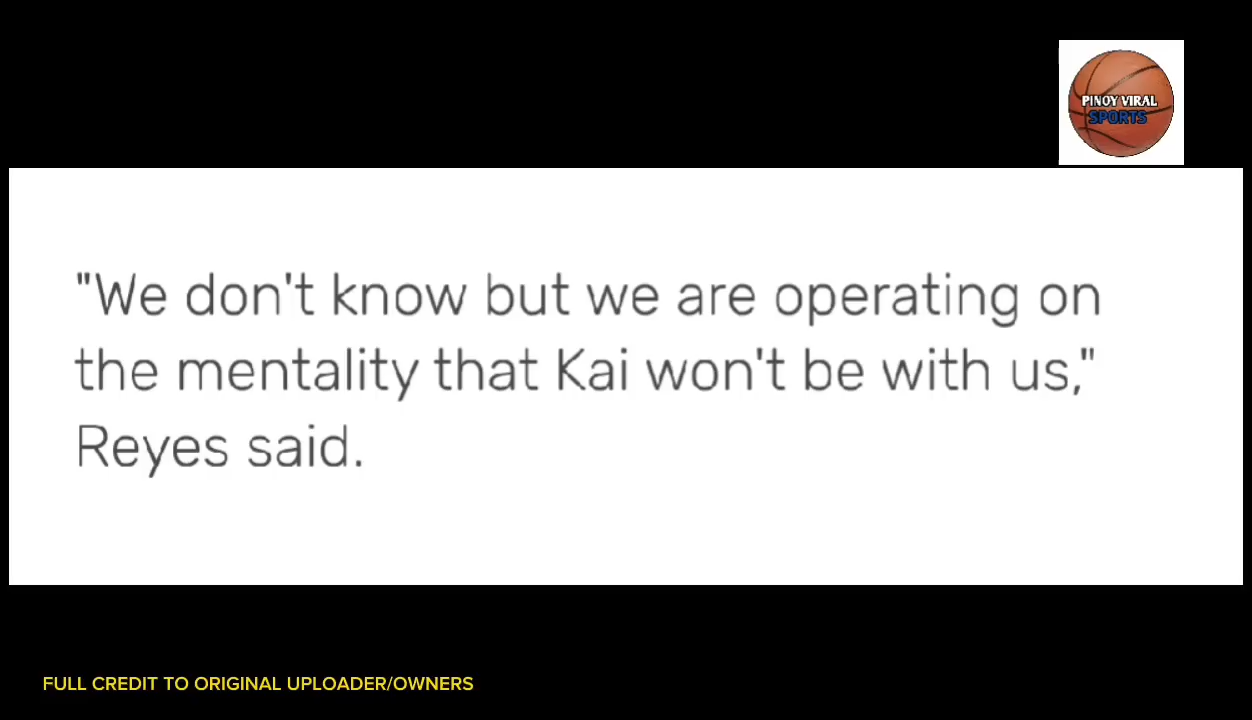 PINOY VIRAL
SPORTS
"We don't know but we are operating on
the mentality that Kai won't be with us,"
Reyes said.
FULL CREDIT TO ORIGINAL UPLOADER/OWNERS